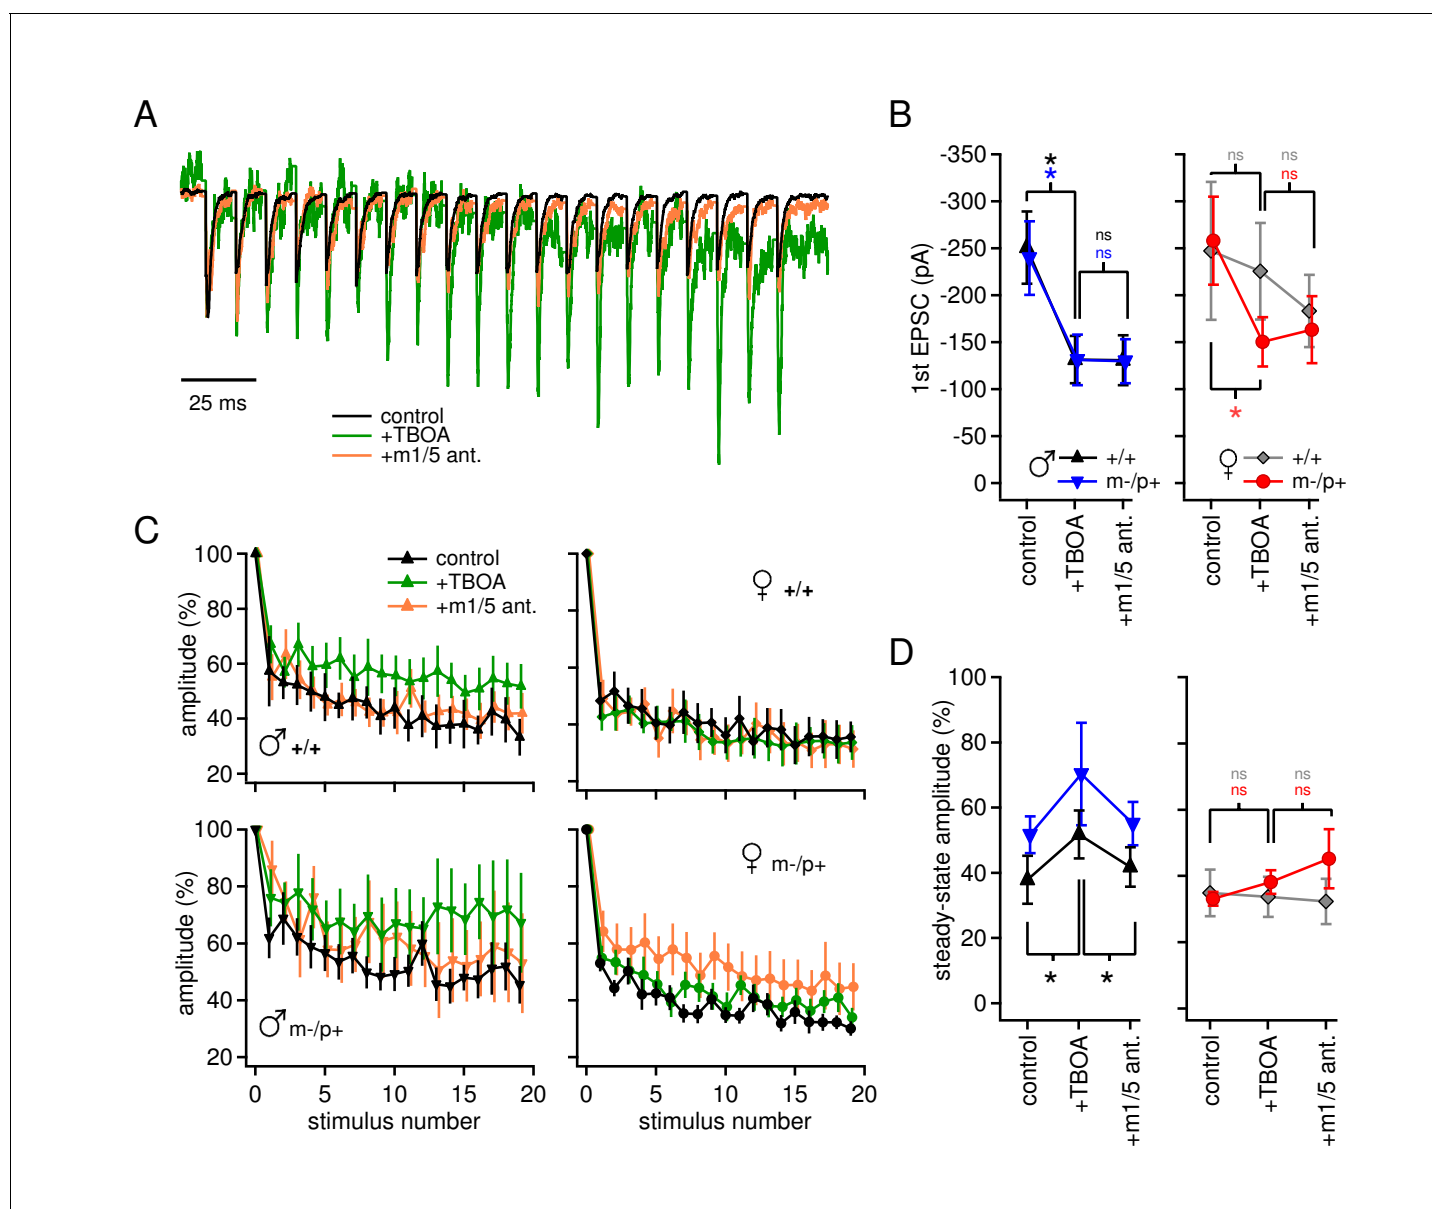 A
25 ms
control
+TBOA
+m1/5 ant.
B
1st EPSC (pA)
-350
-300
-250
-200
-150
-100
-50
0
*
*
ns
ns
♂ +/+
m-/p+
control
+TBOA
+m1/5 ant.
ns
ns
ns
*
♀ +/+
m-/p+
control
+TBOA
+m1/5 ant.
C
amplitude (%)
100
80
60
40
20
control
+TBOA
+m1/5 ant.
♂ +/+
♀ +/+
amplitude (%)
100
80
60
40
20
♂ m-/p+
0 5 10 15 20
stimulus number
♀ m-/p+
0 5 10 15 20
stimulus number
D
steady-state amplitude (%)
100
80
60
40
20
0
* *
control
+TBOA
+m1/5 ant.
ns ns
ns ns
control
+TBOA
+m1/5 ant.